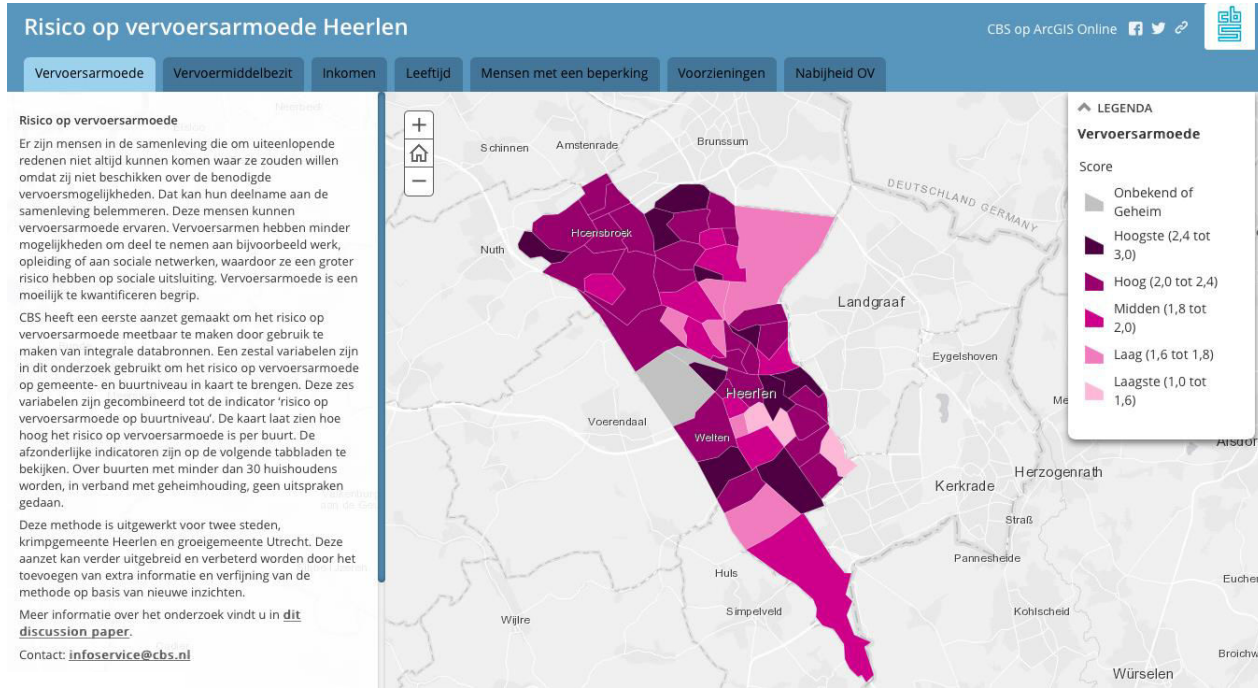 Risico op vervoersarmoede Heerlen
CBS op ArcGIS Online
Vervoersarmoede
Vervoermiddelbezit
Inkomen
Leeftijd
Mensen met een beperking
Voorzieningen
Nabijheid OV
Risico op vervoersarmoede
Er zijn mensen in de samenleving die om uiteenlopende
redenen niet altijd kunnen komen waar ze zouden willen
omdat zij niet beschikken over de benodigde
vervoersmogelijkheden. Dat kan hun deelname aan de
samenleving belemmeren. Deze mensen kunnen
vervoersarmoede ervaren. Vervoersarmen hebben minder
mogelijkheden om deel te nemen aan bijvoorbeeld werk,
opleiding of aan sociale netwerken, waardoor ze een groter
risico hebben op sociale uitsluiting. Vervoersarmoede is een
moeilijk te kwantificeren begrip.
CBS heeft een eerste aanzet gemaakt om het risico op
vervoersarmoede meetbaar te maken door gebruik te
maken van integrale databronnen. Een zestal variabelen zijn
in dit onderzoek gebruikt om het risico op vervoersarmoede
op gemeente- en buurtniveau in kaart te brengen. Deze zes
variabelen zijn gecombineerd tot de indicator ‘risico op
vervoersarmoede op buurtniveau’. De kaart laat zien hoe
hoog het risico op vervoersarmoede is per buurt. De
afzonderlijke indicatoren zijn op de volgende tabbladen te
bekijken. Over buurten met minder dan 30 huishoudens
worden, in verband met geheimhouding, geen uitspraken
gedaan.
Deze methode is uitgewerkt voor twee steden,
krimpgemeente Heerlen en groeigemeente Utrecht. Deze
aanzet kan verder uitgebreid en verbeterd worden door het
toevoegen van extra informatie en verfijning van de
methode op basis van nieuwe inzichten.
Meer informatie over het onderzoek vindt u in dit
discussion paper.
Contact: infoservice@cbs.nl
Schinnen
Amstenrade
Brunssum
DEUTSCHLAND GERMANY
Hoensbroek
Nuth
Landgraaf
Eygelshoven
Heerlen
Voerendaal
Welten
Herzogenrath
Kerkrade
Straß
Pannesheide
Huls
Simpelveld
Wijlre
Kohlscheid
Würselen
LEGENDA
Vervoersarmoede
Score
Onbekend of
Geheim
Hoogste (2,4 tot
3,0)
Hoog (2,0 tot 2,4)
Midden (1,8 tot
2,0)
Laag (1,6 tot 1,8)
Laagste (1,0 tot
1,6)